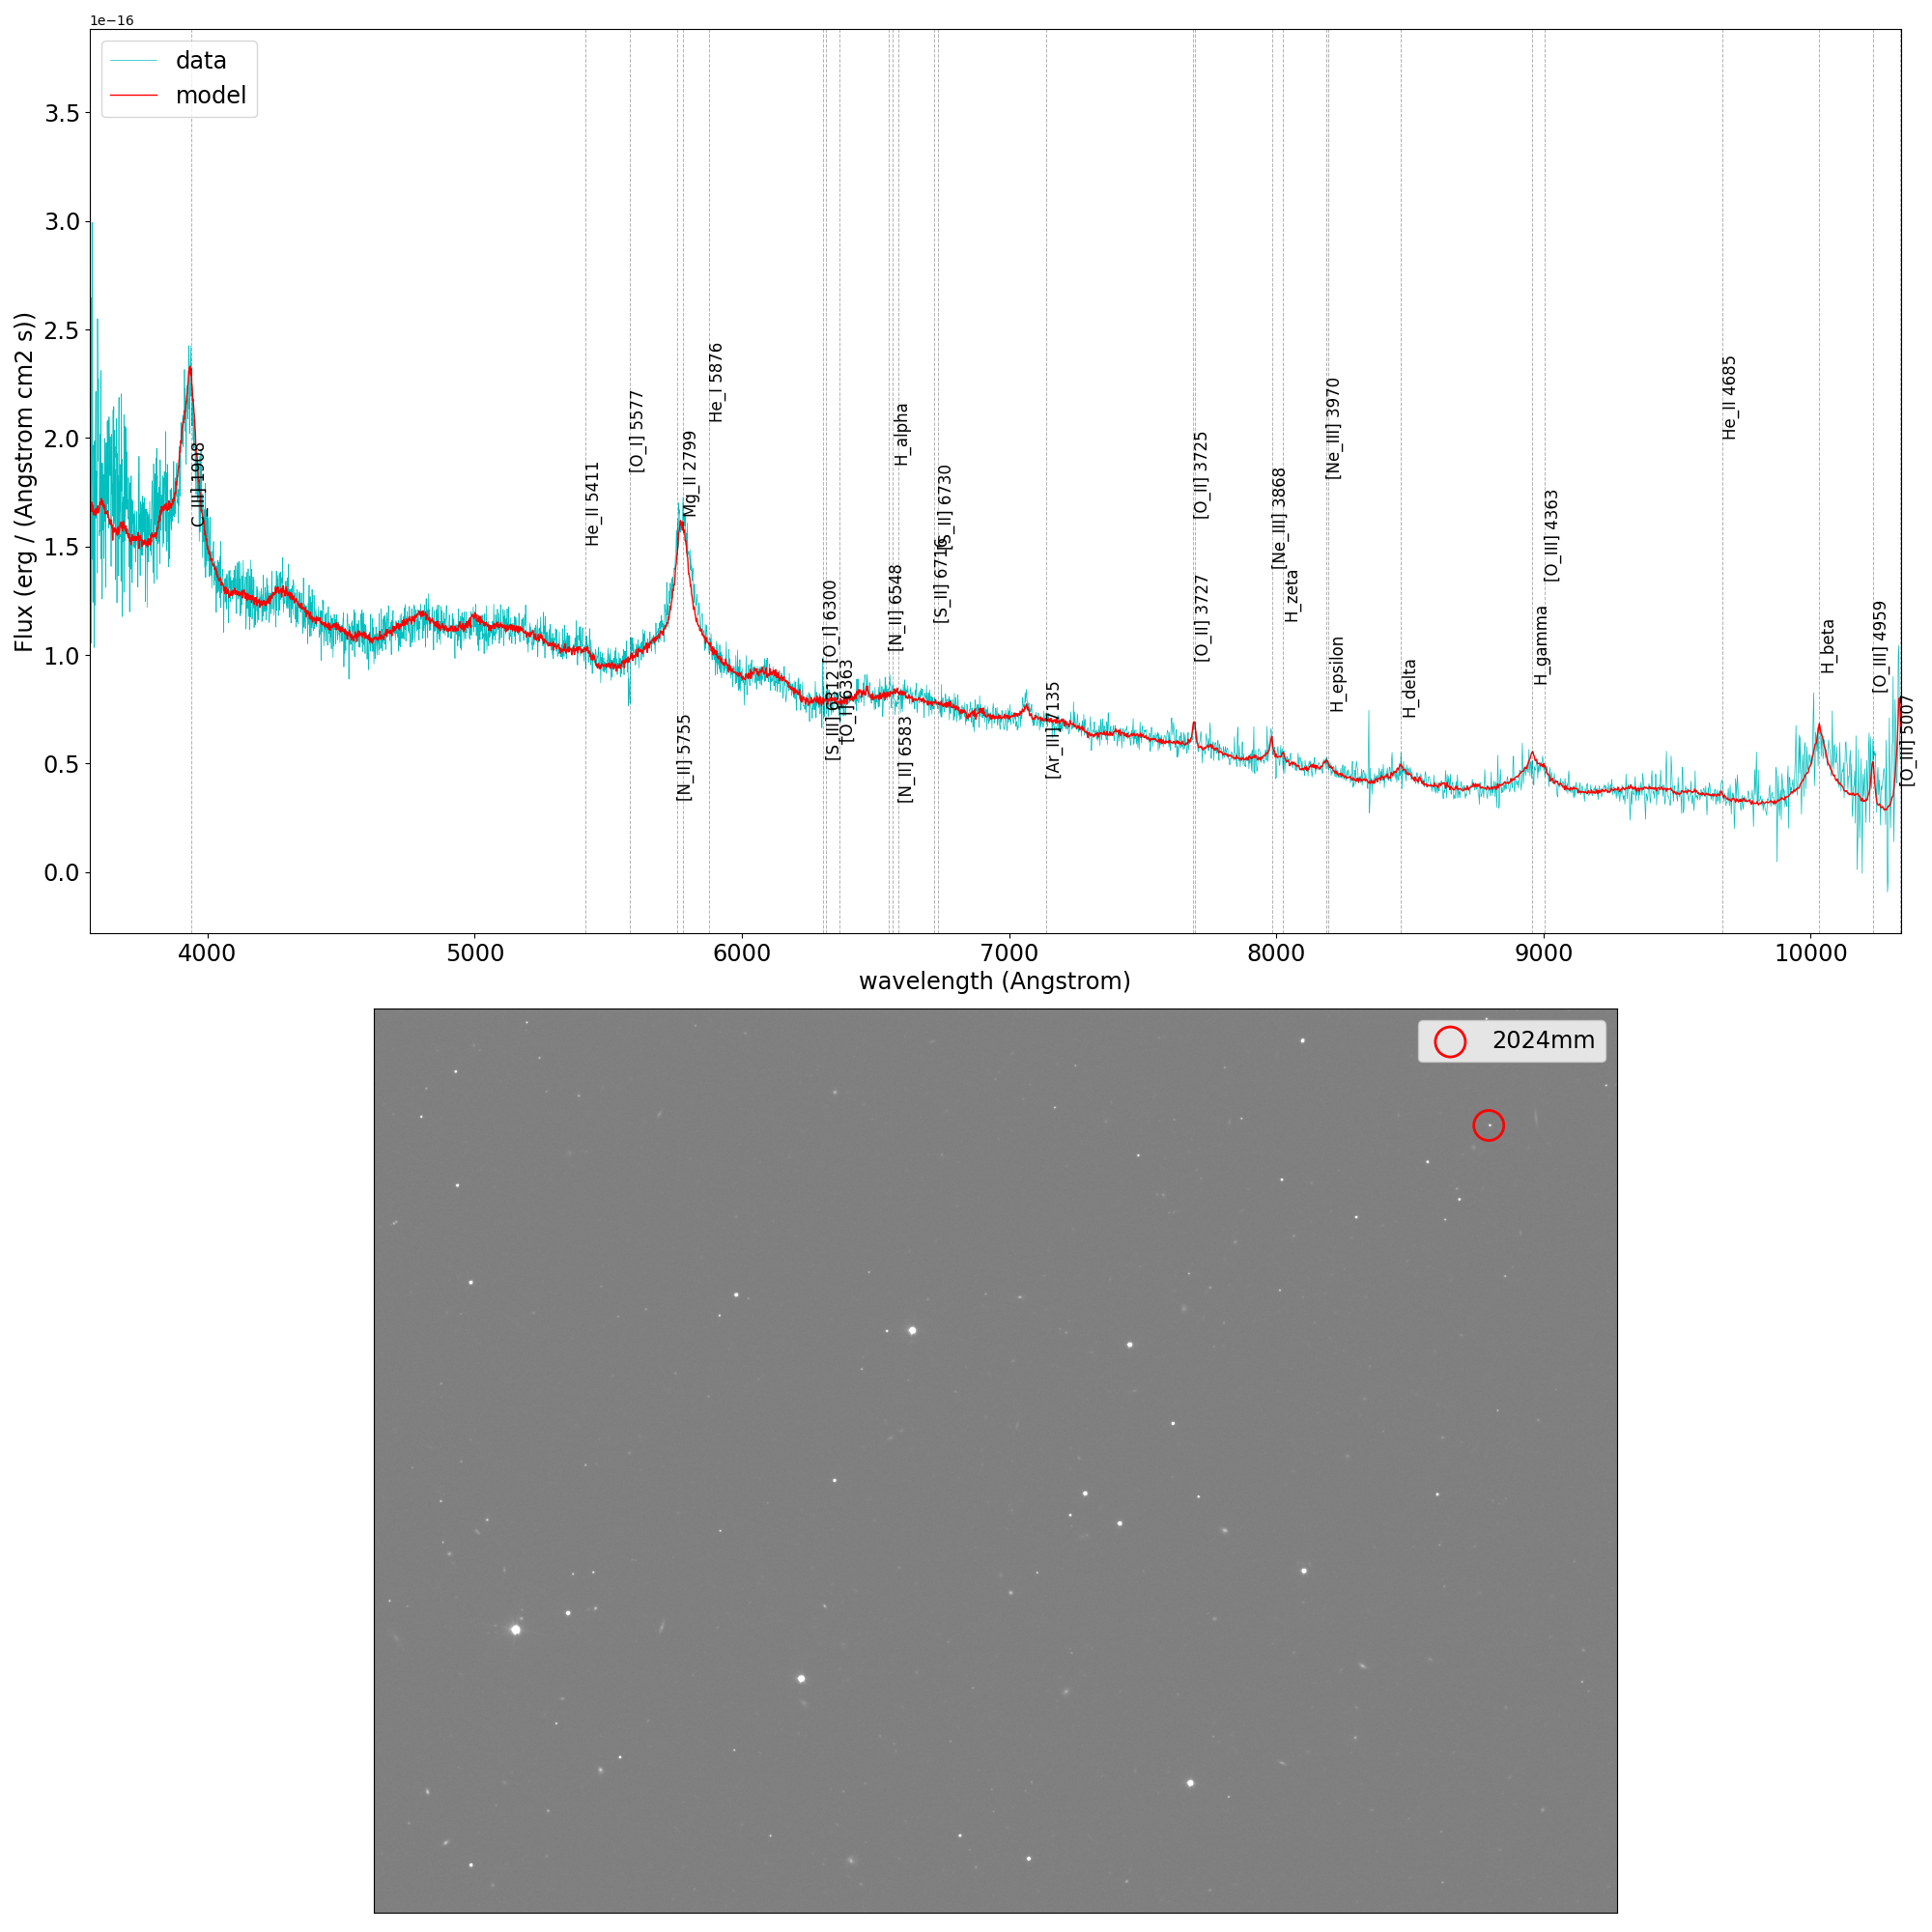 1e−16
data
model
3.5
3.0
2.5
2.0
1.5
1.0
0.5
0.0
Flux (erg / (Angstrom cm2 s))
C_III] 1908
He_II 5411
[O_I] 5577
[N_II] 5755
Mg_II 2799
He_I 5876
[O_I] 6300
[S_III] 6312
[O_I] 6363
[N_II] 6548
H_alpha
[N_II] 6583
[S_II] 6716
[S_II] 6730
[Ar_III] 7135
[O_II] 3725
[O_II] 3727
[Ne_III] 3868
H_zeta
[Ne_III] 3970
H_epsilon
H_delta
H_gamma
[O_III] 4363
He_II 4685
H_beta
[O_III] 4959
[O_III] 5007
4000 5000 6000 7000 8000 9000 10000
wavelength (Angstrom)
2024mm